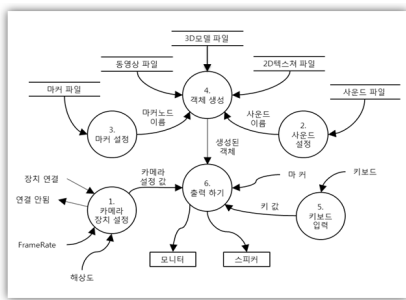 3D모델 파일
동영상 파일
2D텍스쳐 파일
마커 파일
4.
객체 생성
사운드 파일
마커노드
이름
사운드
이름
3.
마커 설정
2.
사운드
설정
생성된
객체
장치 연결
카메라
설정 값
마 커
키보드
연결 안됨
1.
카메라
장치 설정
6.
출력 하기
키 값
5.
키보드
입력
FrameRate
해상도
모니터
스피커